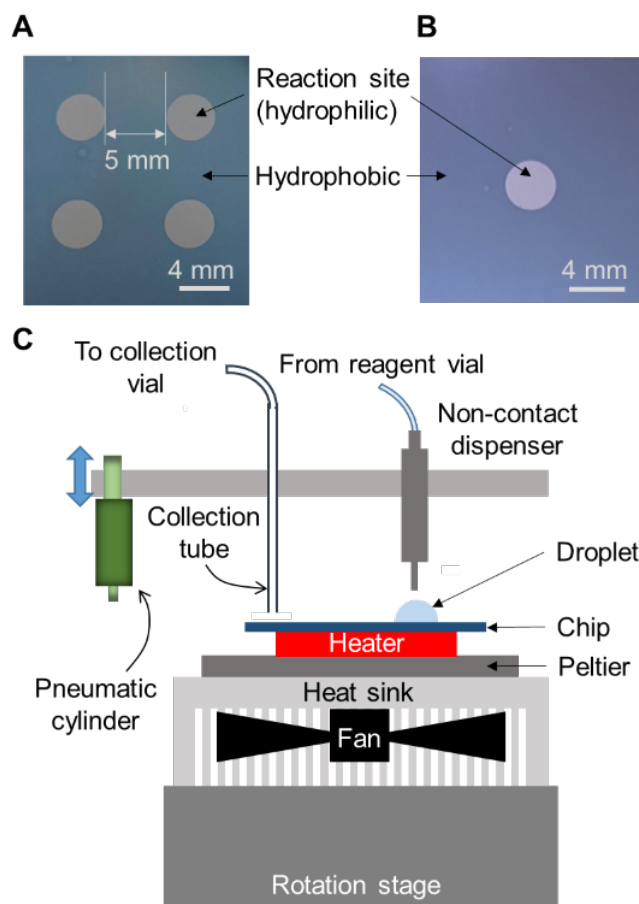 A
B
Reaction site
(hydrophilic)
5 mm
Hydrophobic
4 mm
4 mm
C
To collection
vial
From reagent vial
Non-contact
dispenser
Collection
tube
Droplet
Chip
Heater
Peltier
Pneumatic
cylinder
Heat sink
Fan
Rotation stage